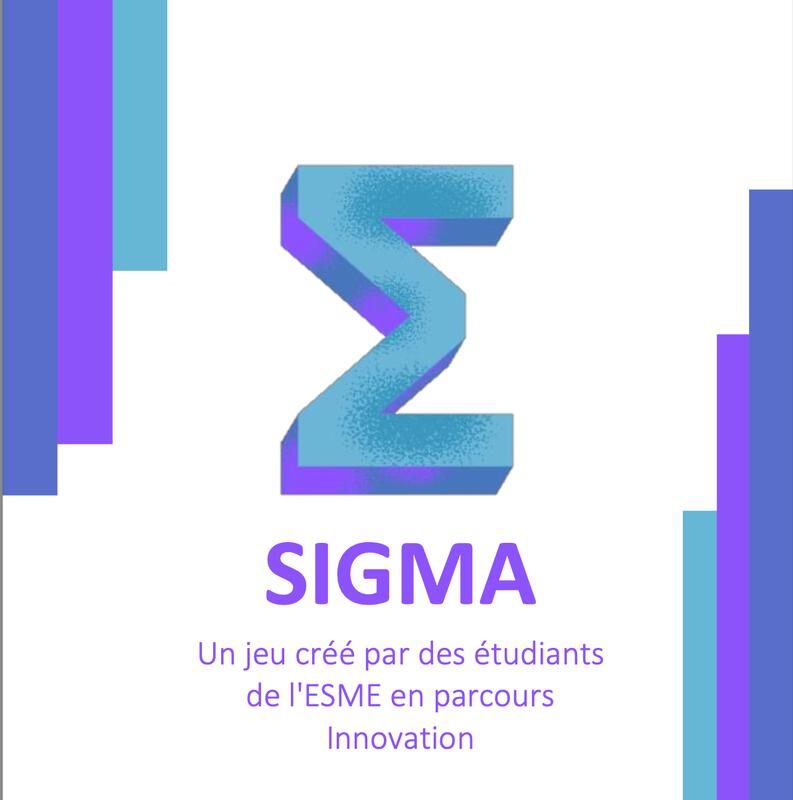 Σ
SIGMA
Un jeu créé par des étudiants
de l'ESME en parcours
Innovation